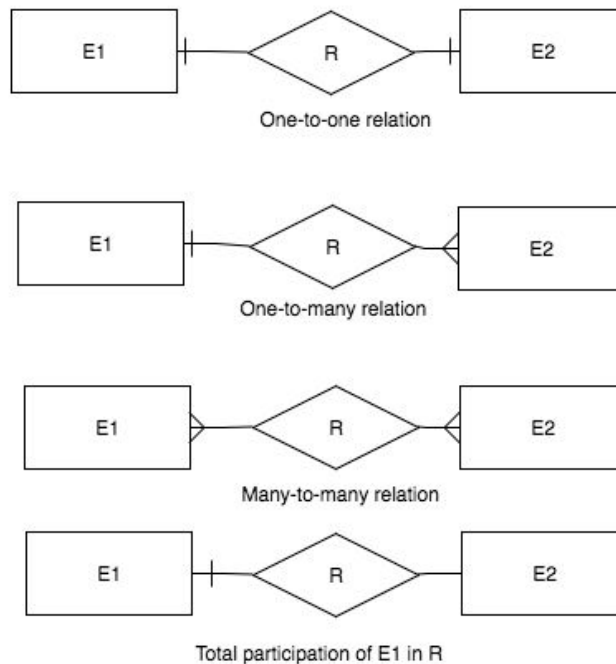 E1 R E2
One-to-one relation
E1 R E2
One-to-many relation
E1 R E2
Many-to-many relation
E1 R E2
Total participation of E1 in R